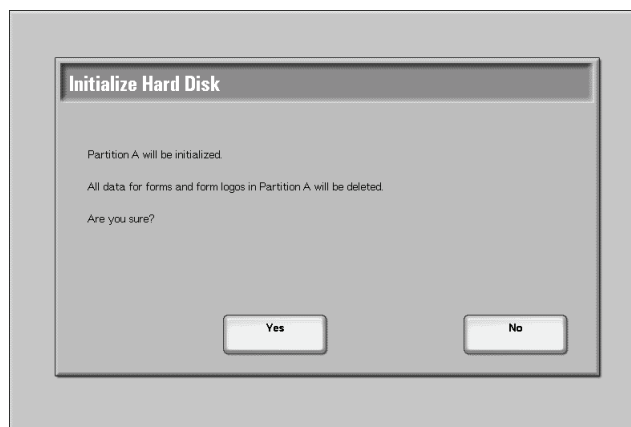 Initialize Hard Disk
Partition A will be initialized.
All data for forms and form logos in Partition A will be deleted.
Are you sure?
Yes No